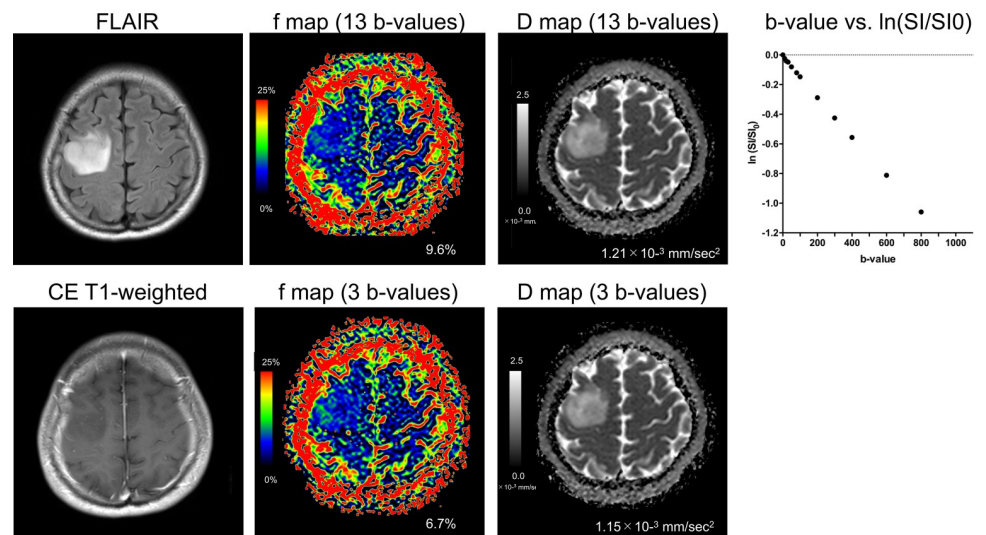 FLAIR
f map (13 b-values)
D map (13 b-values)
b-value vs. ln(SI/SI0)
25%
0%
9.6%
2.5
0.0
×10⁻³ mm/
1.21×10-³ mm/sec²
ln (SI/SI₀)
0.0
-0.2
-0.4
-0.6
-0.8
-1.0
-1.2
0
200
400
600
800
1000
b-value
CE T1-weighted
f map (3 b-values)
D map (3 b-values)
25%
0%
6.7%
2.5
0.0
×10⁻³ mm/s
1.15×10-³ mm/sec²